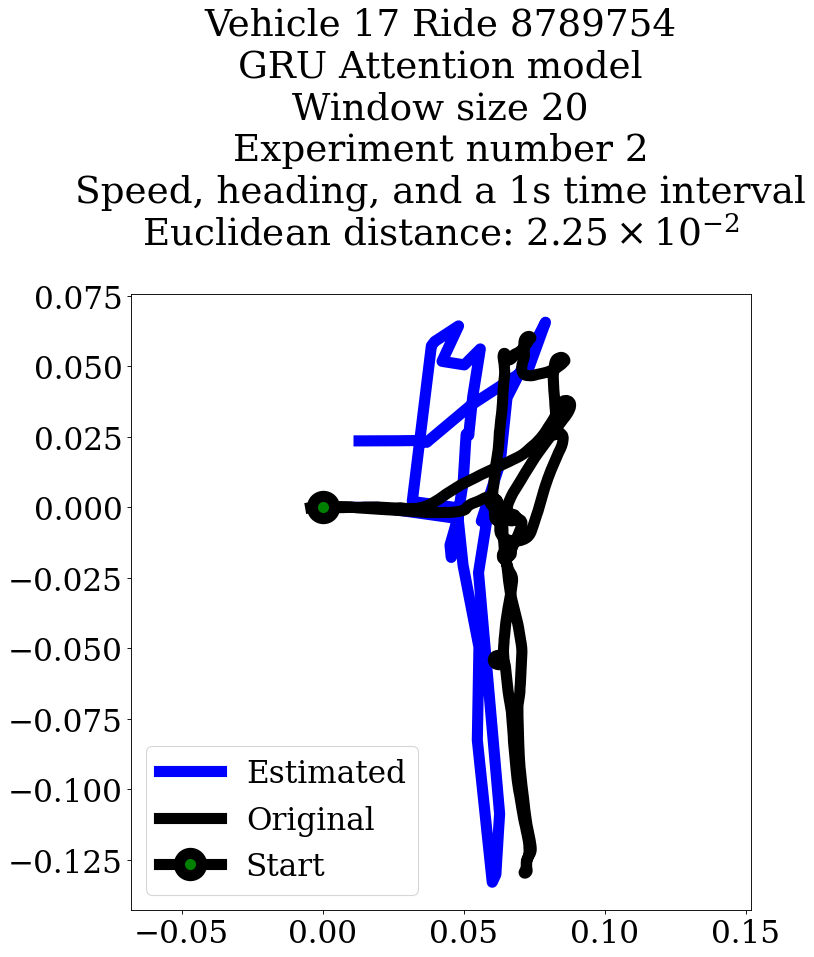 Vehicle 17 Ride 8789754
GRU Attention model
Window size 20
Experiment number 2
Speed, heading, and a 1s time interval
Euclidean distance: 2.25 × 10⁻²
0.075
0.050
0.025
0.000
−0.025
−0.050
−0.075
−0.100
−0.125
Estimated
Original
Start
−0.05 0.00 0.05 0.10 0.15